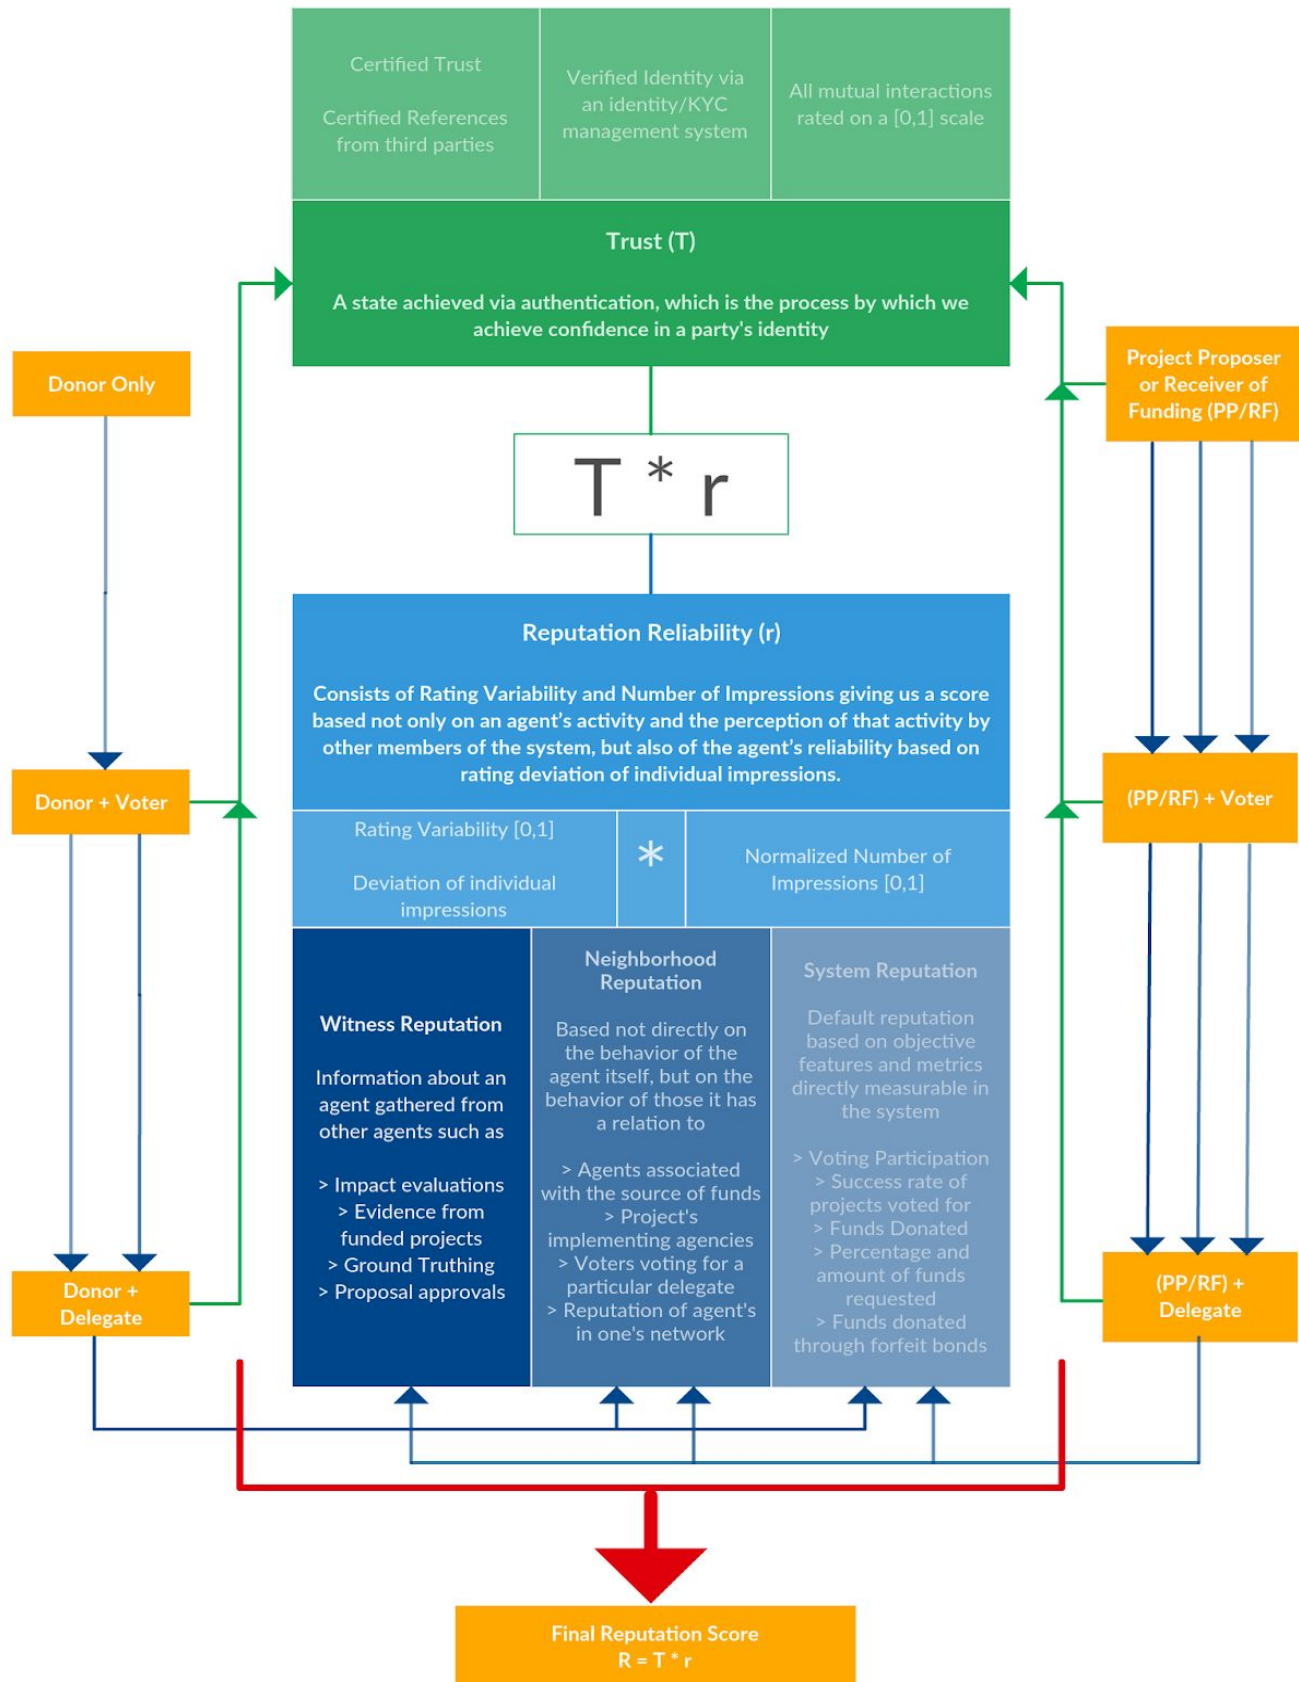 Certified Trust
Certified References
from third parties
Verified Identity via
an identity/KYC
management system
All mutual interactions
rated on a [0,1] scale
Trust (T)
A state achieved via authentication, which is the process by which we
achieve confidence in a party's identity
Donor Only
Project Proposer
or Receiver of
Funding (PP/RF)
T * r
Reputation Reliability (r)
Consists of Rating Variability and Number of Impressions giving us a score
based not only on an agent's activity and the perception of that activity by
other members of the system, but also of the agent's reliability based on
rating deviation of individual impressions.
Donor + Voter
(PP/RF) + Voter
Rating Variability [0,1]
Deviation of individual
impressions
*
Normalized Number of
Impressions [0,1]
Witness Reputation
Information about an
agent gathered from
other agents such as
> Impact evaluations
> Evidence from
funded projects
> Ground Truthing
> Proposal approvals
Neighborhood
Reputation
Based not directly on
the behavior of the
agent itself, but on the
behavior of those it has
a relation to
> Agents associated
with the source of funds
> Project's
implementing agencies
> Voters voting for a
particular delegate
> Reputation of agent's
in one's network
System Reputation
Default reputation
based on objective
features and metrics
directly measurable in
the system
> Voting Participation
> Success rate of
projects voted for
> Funds Donated
> Percentage and
amount of funds
requested
> Funds donated
through forfeit bonds
Donor +
Delegate
(PP/RF) +
Delegate
Final Reputation Score
R = T * r